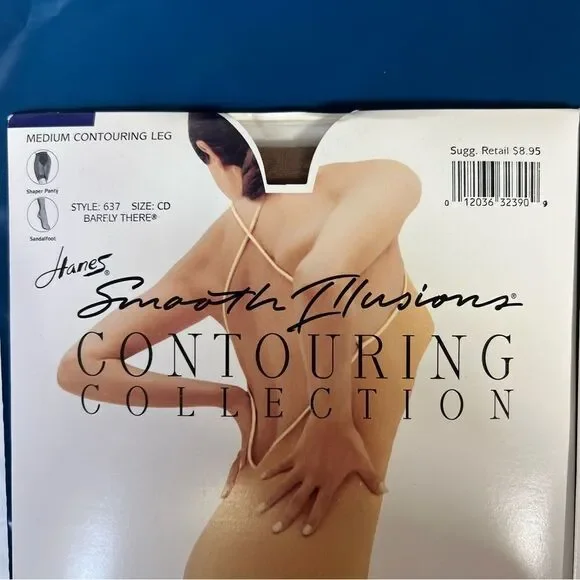 MEDIUM CONTOURING LEG
Shaper Panty
Sandalfoot
STYLE: 637 SIZE: CD
BARELY THERE®
Sugg. Retail $8.95
0 12036 32390 9
Hanes®
Smooth Illusions®
CONTOURING
COLLECTION